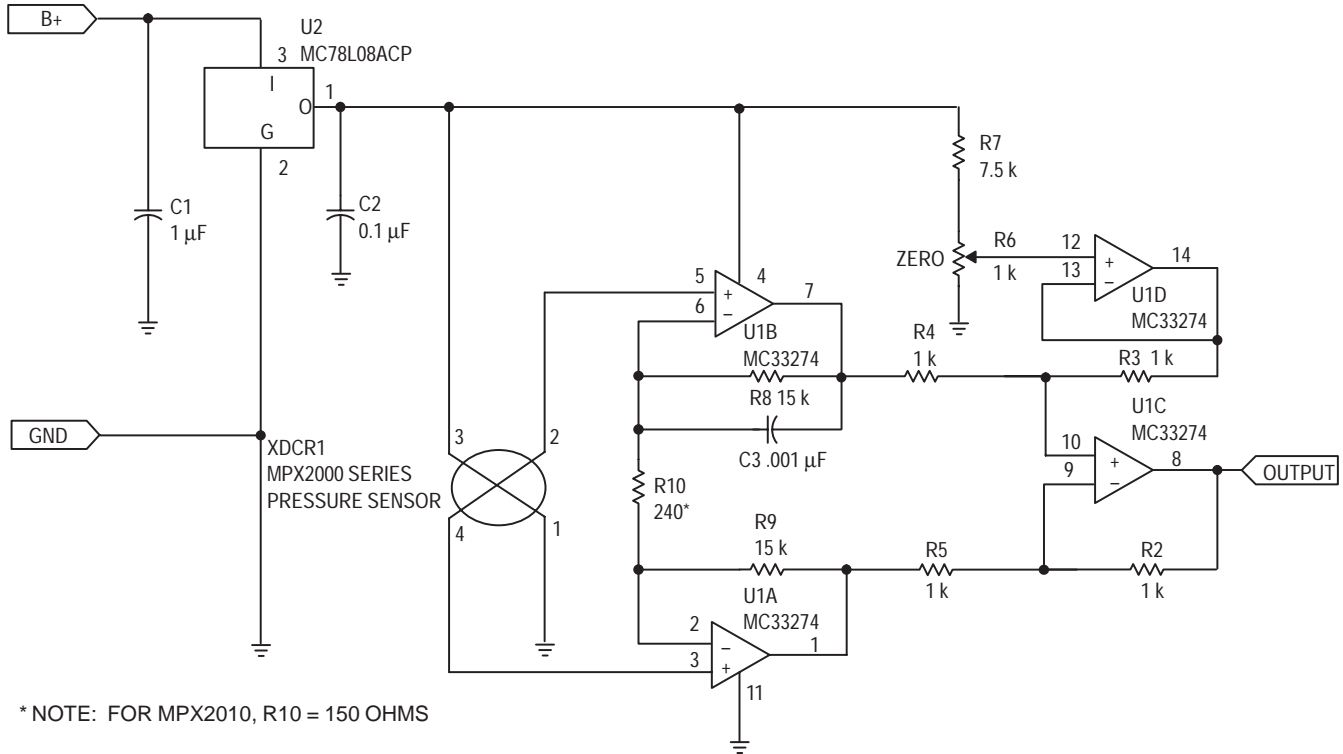 B+
U2
MC78L08ACP
3
I
1
O
G
2
C1
1 µF
C2
0.1 µF
R7
7.5 k
ZERO
R6
1 k
12
+
13
−
14
U1D
MC33274
5
+
4
6
−
7
U1B
MC33274
R8 15 k
C3 .001 µF
R4
1 k
R3 1 k
U1C
MC33274
10
+
9
−
8
OUTPUT
GND
XDCR1
MPX2000 SERIES
PRESSURE SENSOR
3
2
4
1
R10
240*
R9
15 k
R5
1 k
R2
1 k
U1A
MC33274
2
−
3
+
1
11
* NOTE: FOR MPX2010, R10 = 150 OHMS